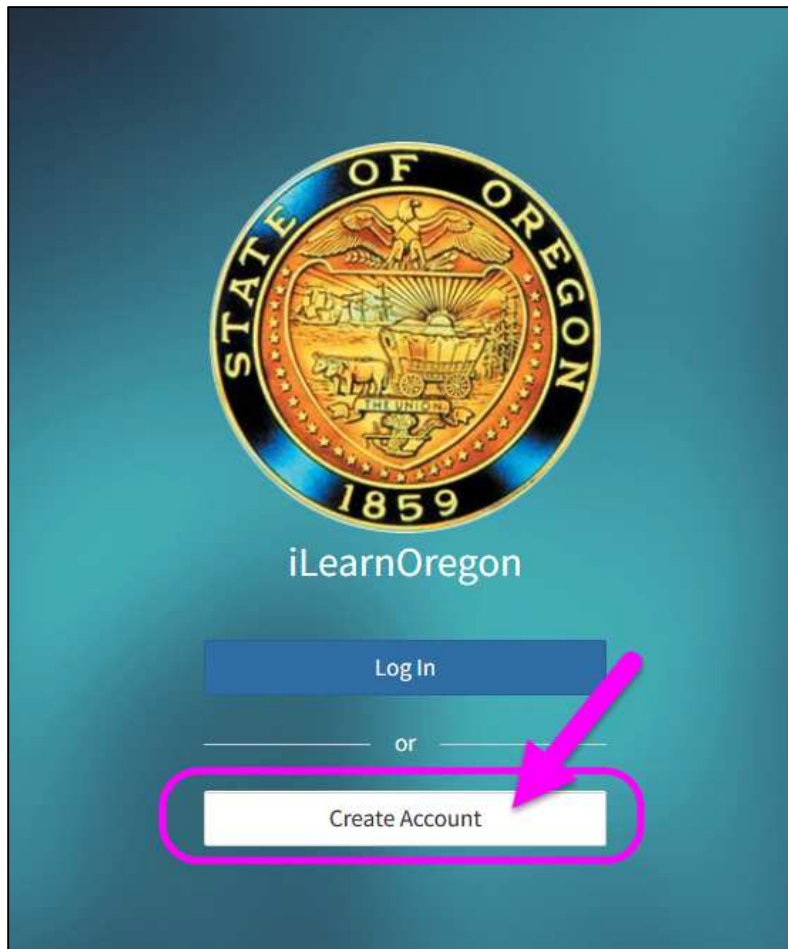 STATE OF OREGON
THE UNION
1859
iLearnOregon
Log In
or
Create Account